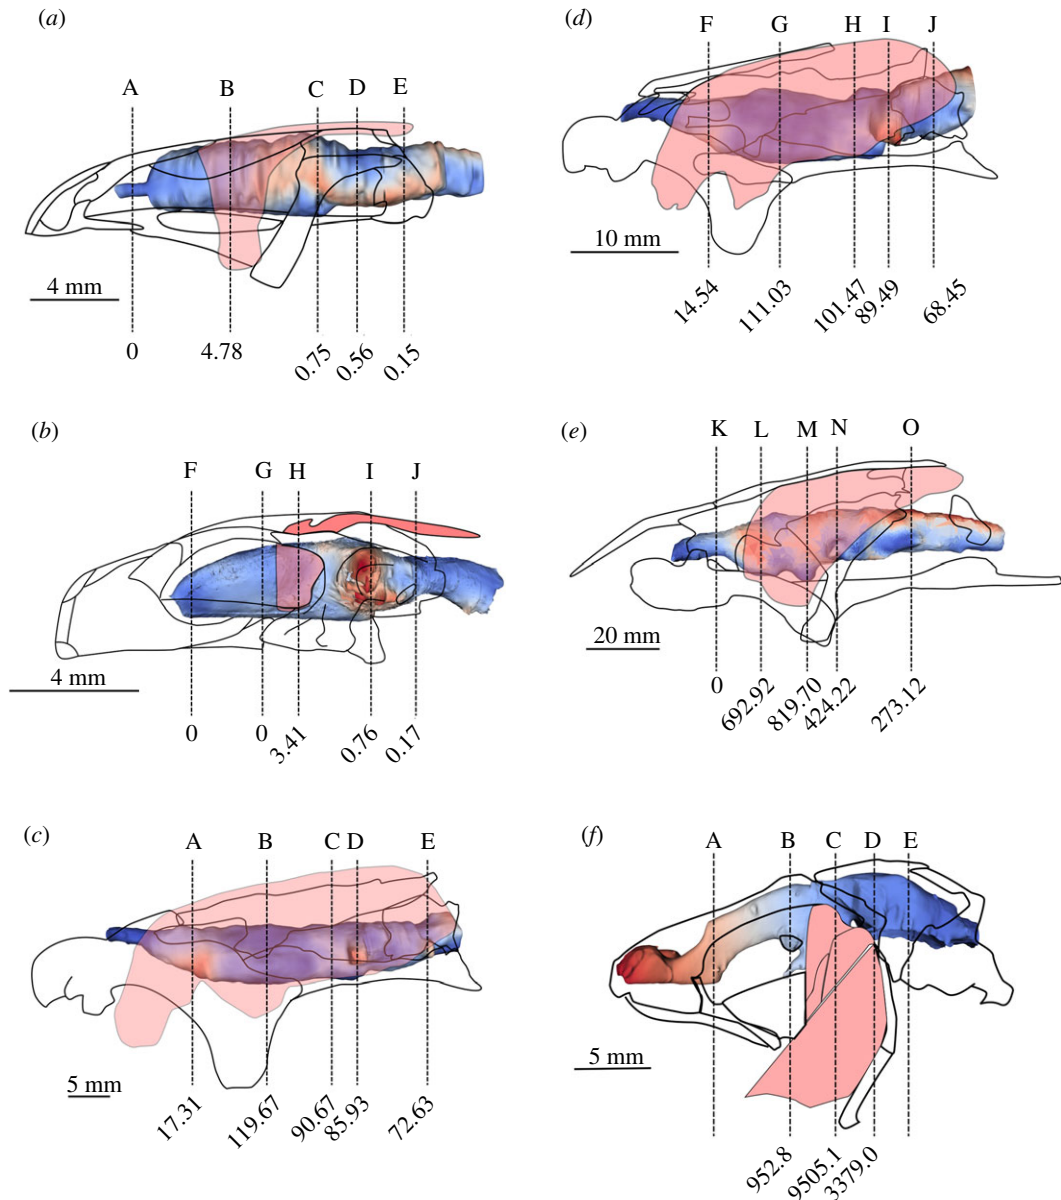 (a)
A B C D E
4 mm
0 4.78 0.75 0.56 0.15
(b)
F G H I J
4 mm
0 0 3.41 0.76 0.17
(c)
A B C D E
5 mm
17.31 119.67 90.67 85.93 72.63
(d)
F G H I J
10 mm
14.54 111.03 101.47 89.49 68.45
(e)
K L M N O
20 mm
0 692.92 819.70 424.22 273.12
(f)
A B C D E
5 mm
952.8 9505.1 3379.0